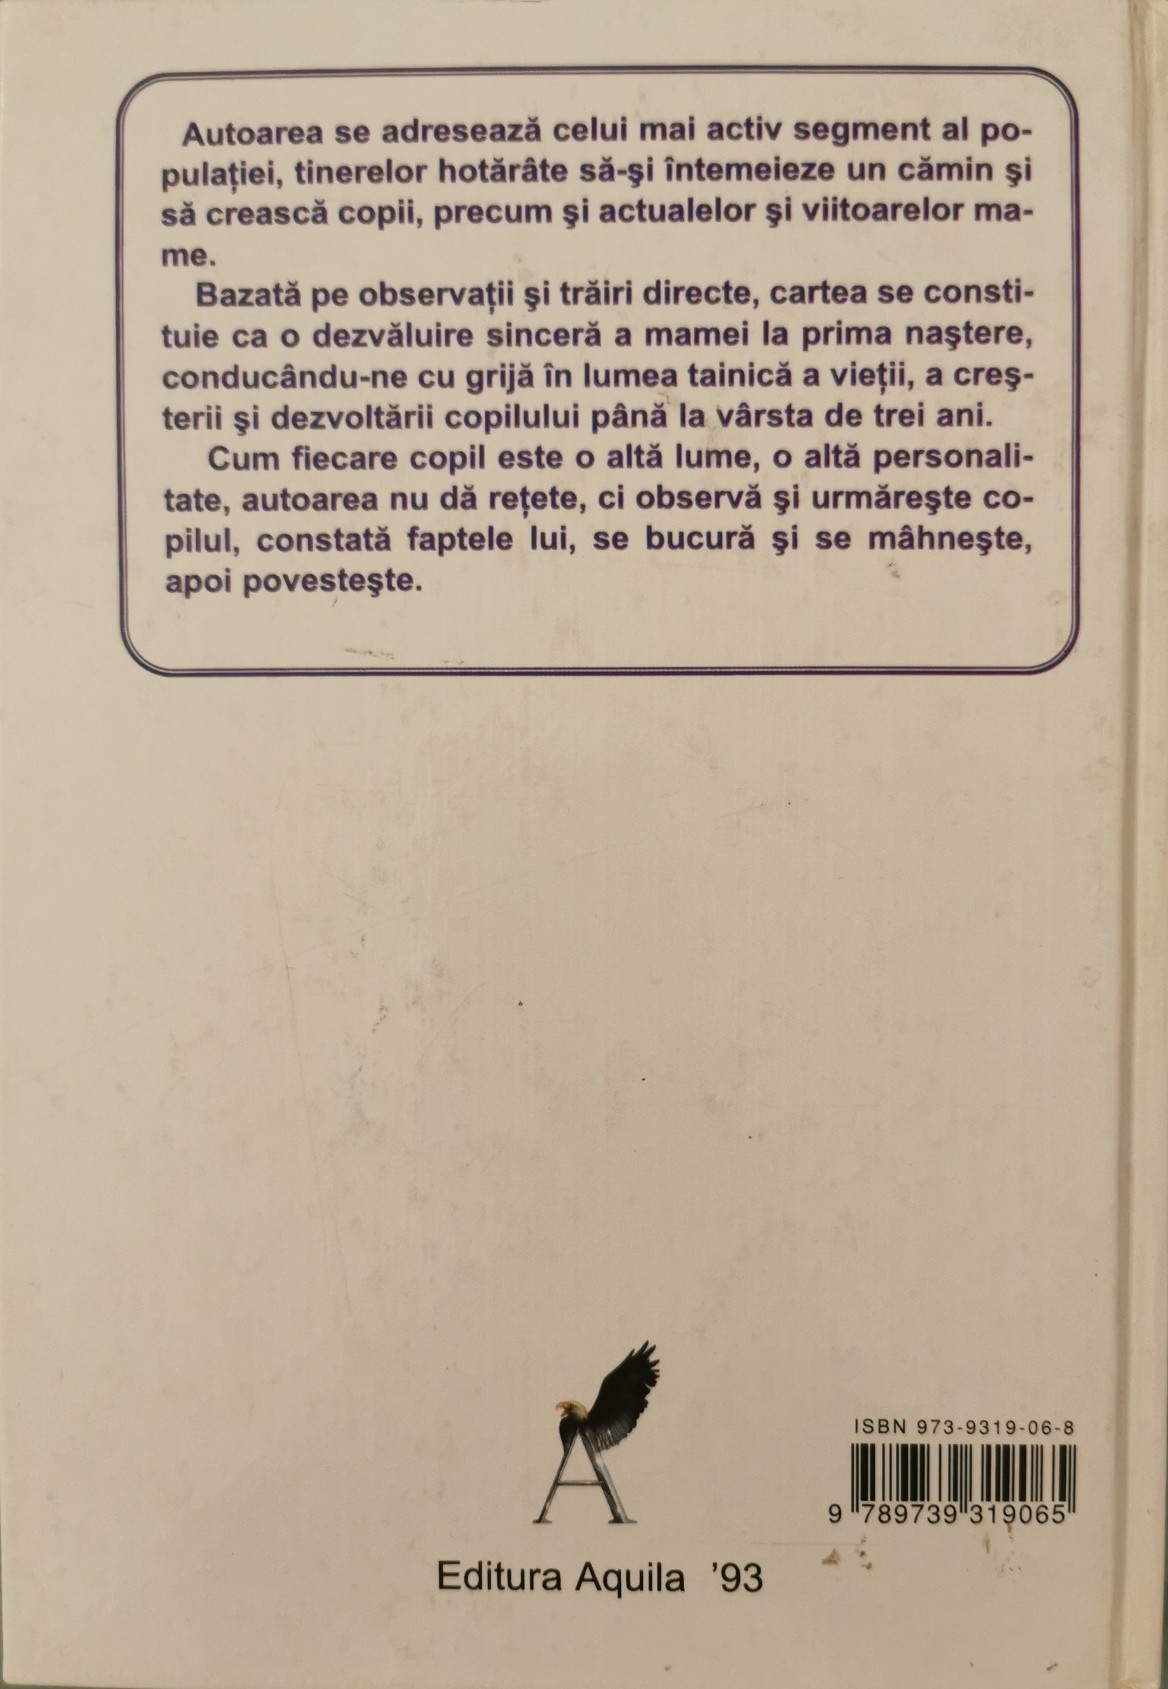 Autoarea se adresează celui mai activ segment al po-
pulaţiei, tinerelor hotărâte să-şi întemeieze un cămin şi
să crească copii, precum şi actualelor şi viitoarelor ma-
me.
Bazată pe observaţii şi trăiri directe, cartea se consti-
tuie ca o dezvăluire sinceră a mamei la prima naştere,
conducându-ne cu grijă în lumea tainică a vieţii, a creş-
terii şi dezvoltării copilului până la vârsta de trei ani.
Cum fiecare copil este o altă lume, o altă personali-
tate, autoarea nu dă reţete, ci observă şi urmăreşte co-
pilul, constată faptele lui, se bucură şi se mâhneşte,
apoi povesteşte.
ISBN 973-9319-06-8
9 789739 319065
A
Editura Aquila '93